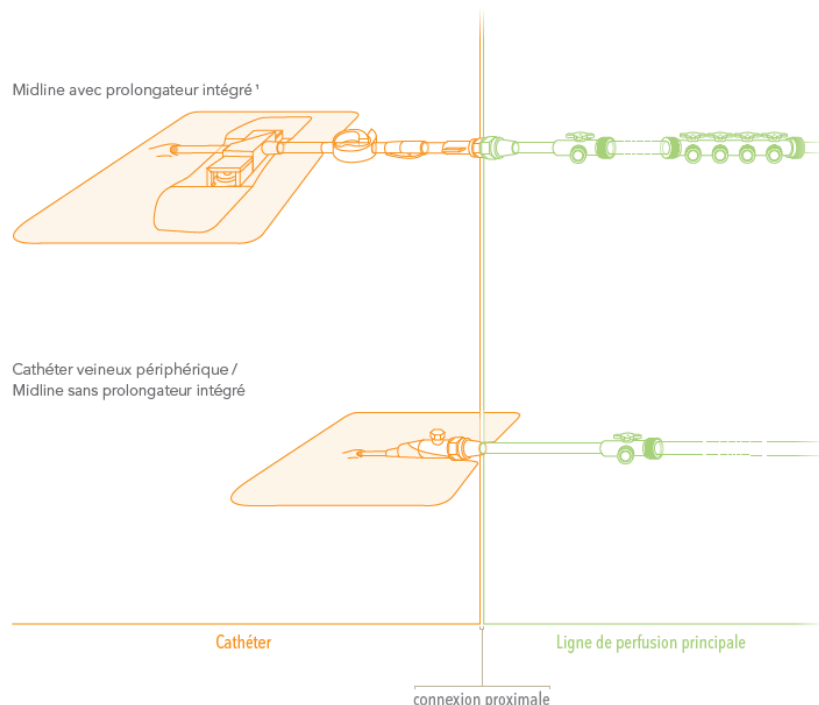 Midline avec prolongateur intégré ¹
Cathéter veineux périphérique /
Midline sans prolongateur intégré
Cathéter
Ligne de perfusion principale
connexion proximale